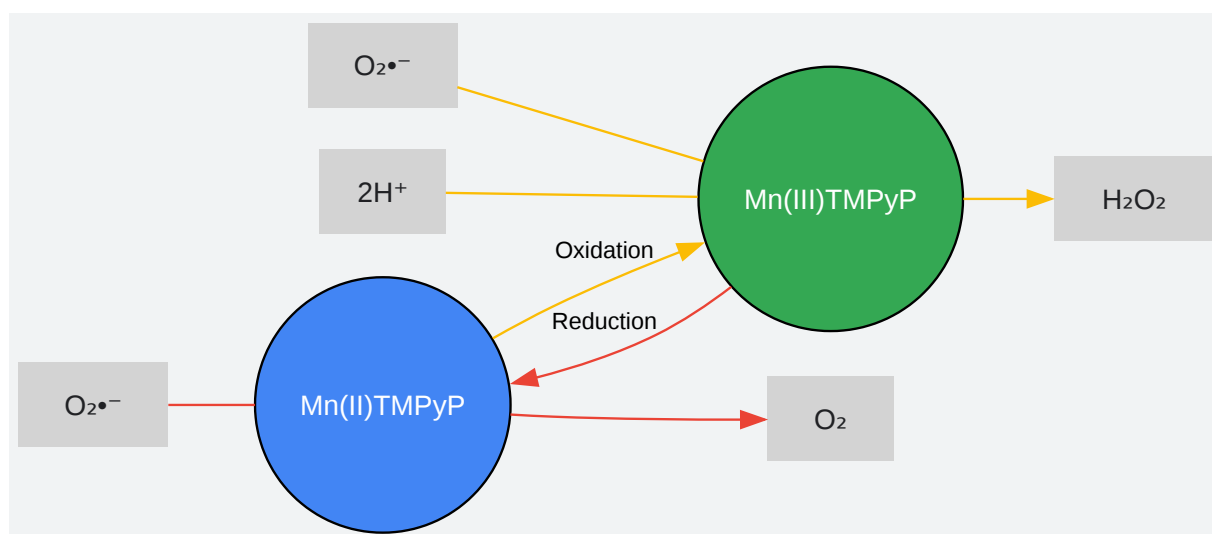 O₂•⁻
2H⁺
Mn(III)TMPyP
H₂O₂
Oxidation
Reduction
O₂•⁻
Mn(II)TMPyP
O₂